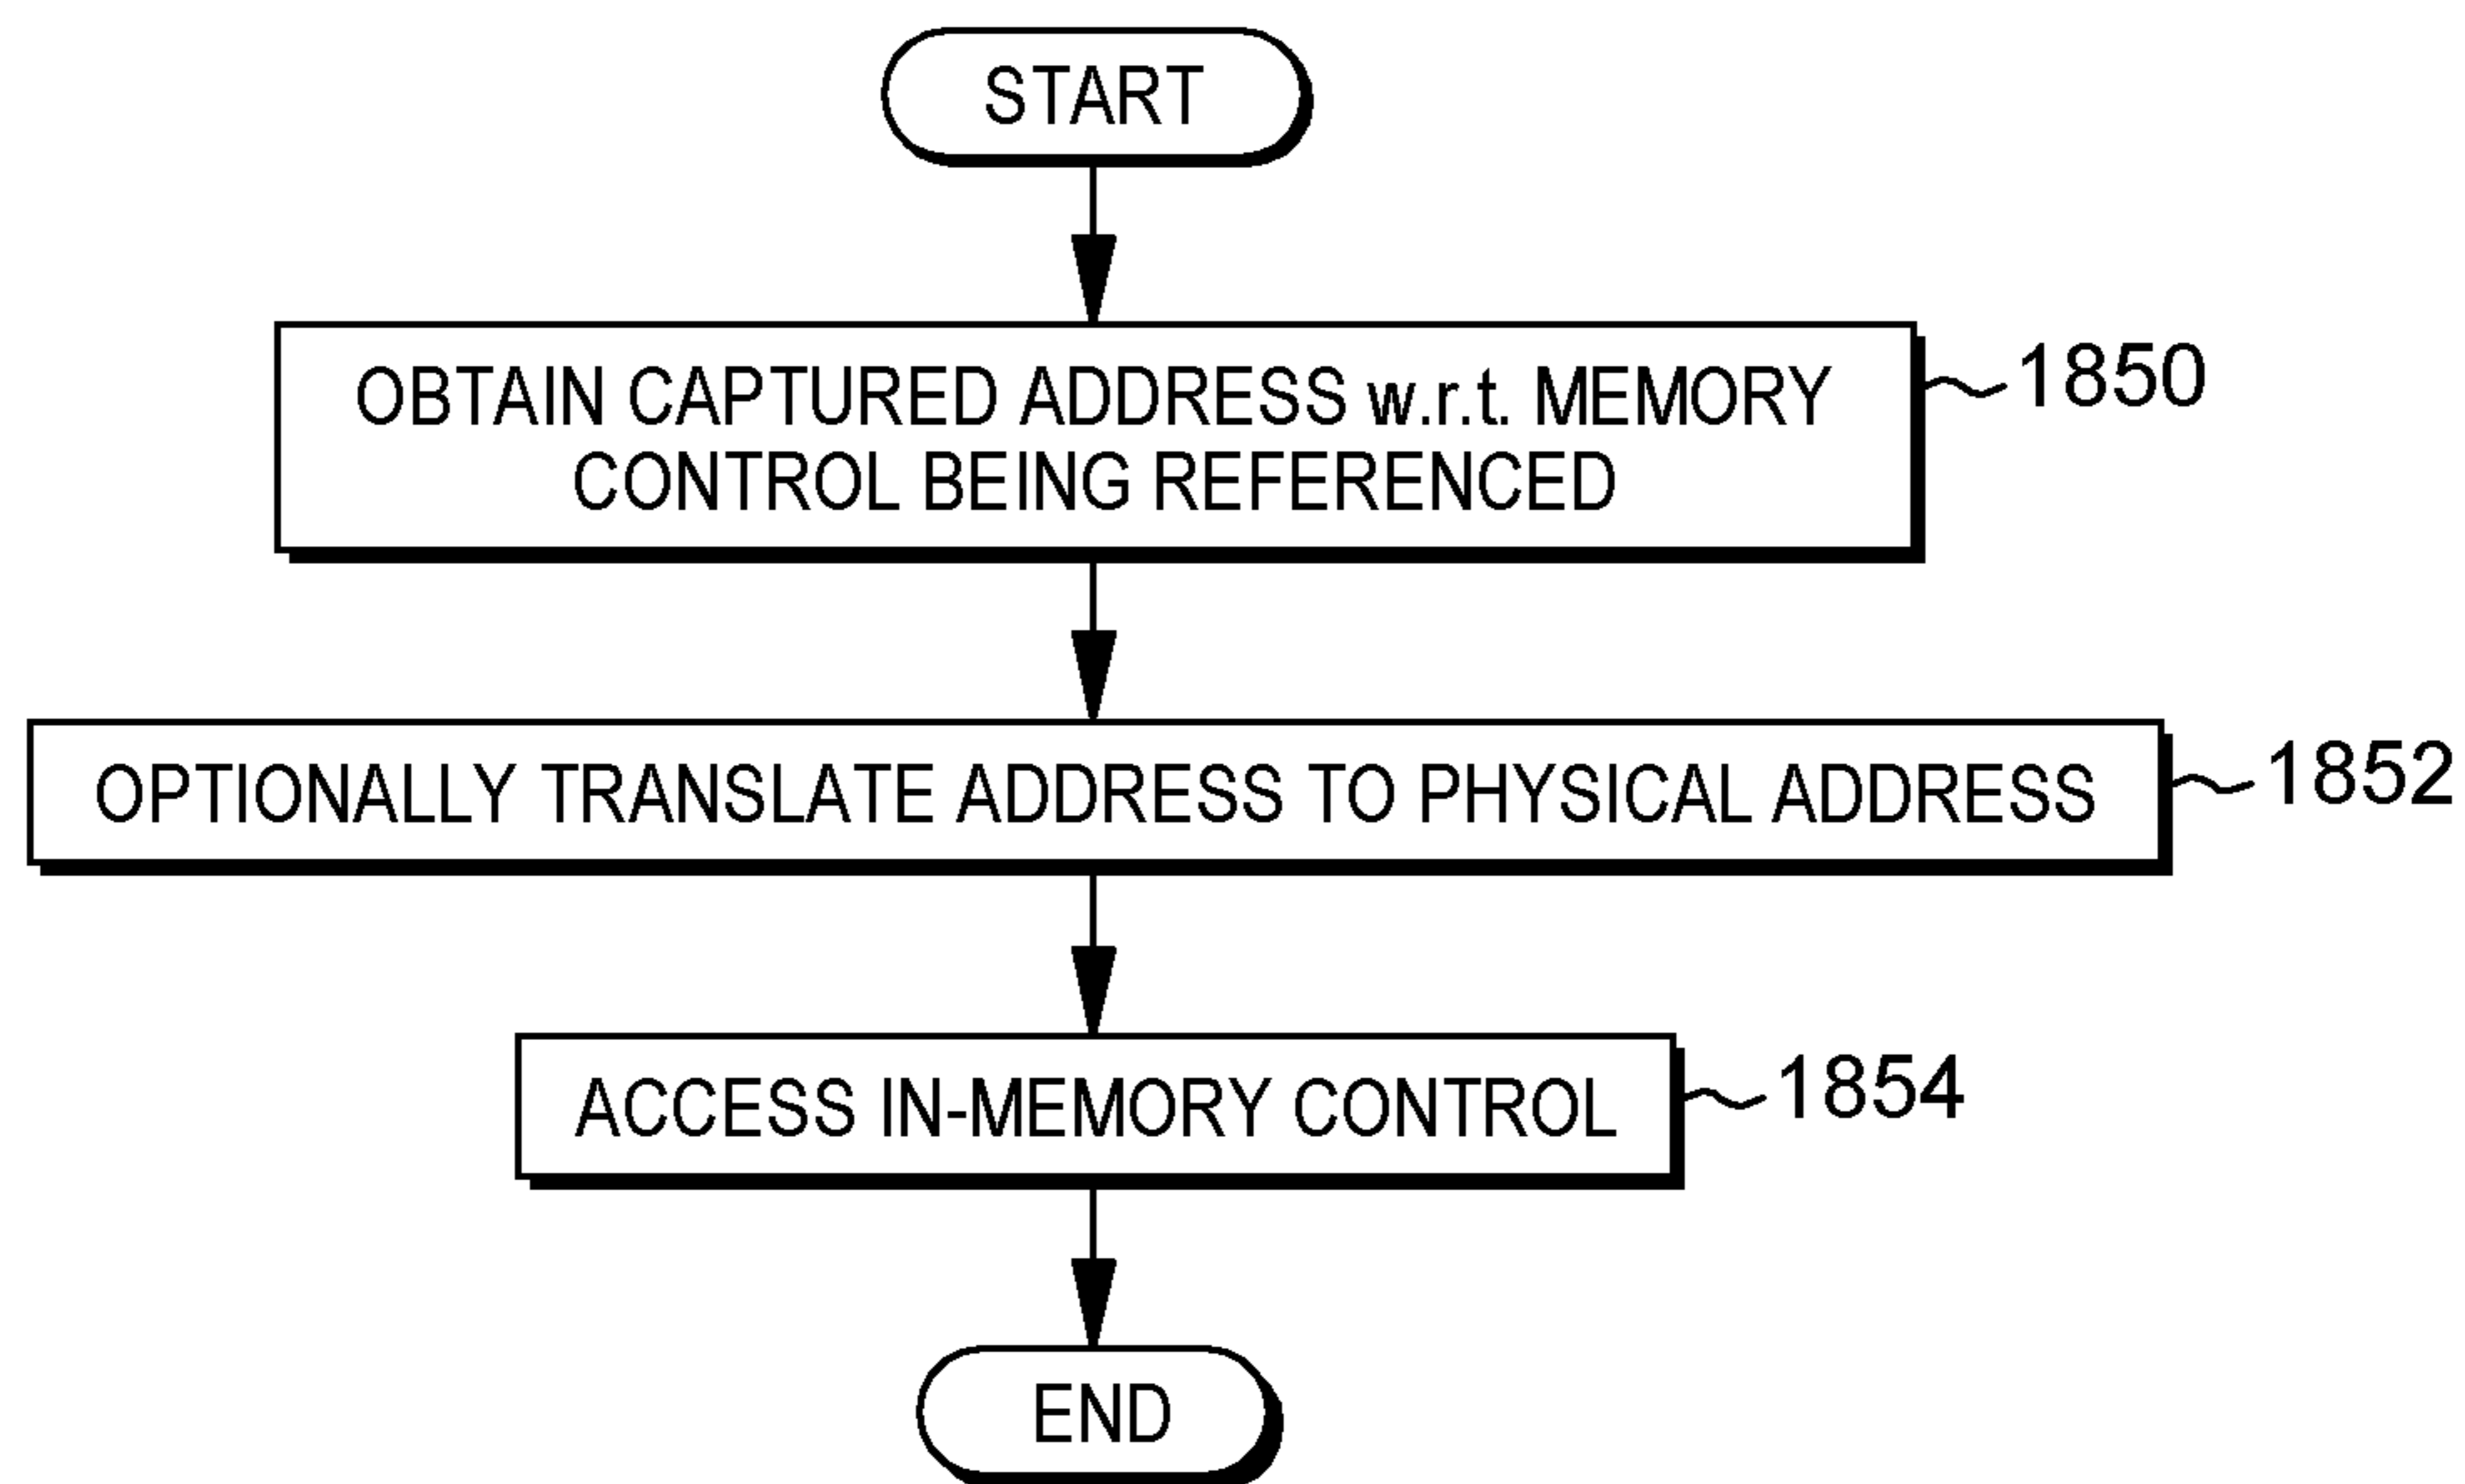 START
OBTAIN CAPTURED ADDRESS w.r.t. MEMORY
CONTROL BEING REFERENCED
1850
OPTIONALLY TRANSLATE ADDRESS TO PHYSICAL ADDRESS
1852
ACCESS IN-MEMORY CONTROL
1854
END